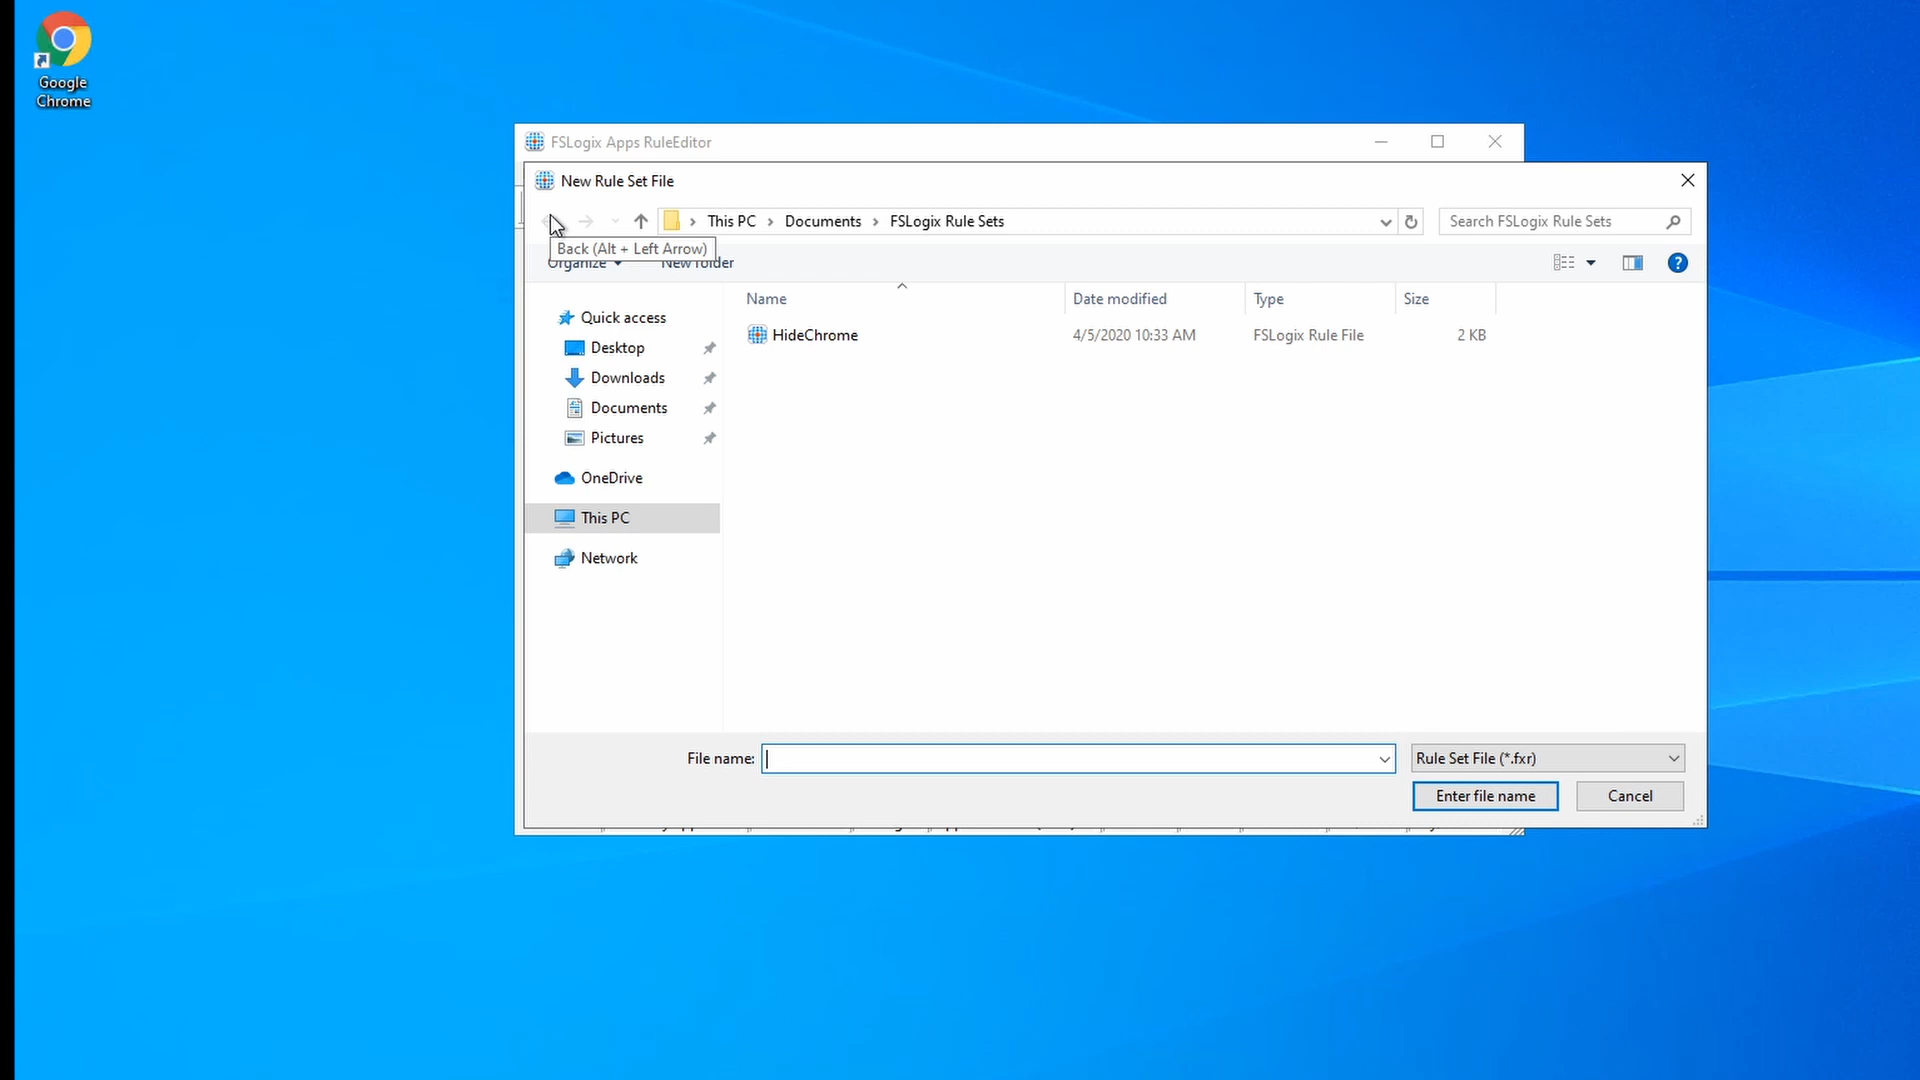 Google
Chrome
FSLogix Apps RuleEditor
New Rule Set File
This PC > Documents > FSLogix Rule Sets
Search FSLogix Rule Sets
Back (Alt + Left Arrow)
Organize
New folder
Name
Date modified
Type
Size
Quick access
HideChrome
4/5/2020 10:33 AM
FSLogix Rule File
2 KB
Desktop
Downloads
Documents
Pictures
OneDrive
This PC
Network
File name:
Rule Set File (*.fxr)
Enter file name
Cancel